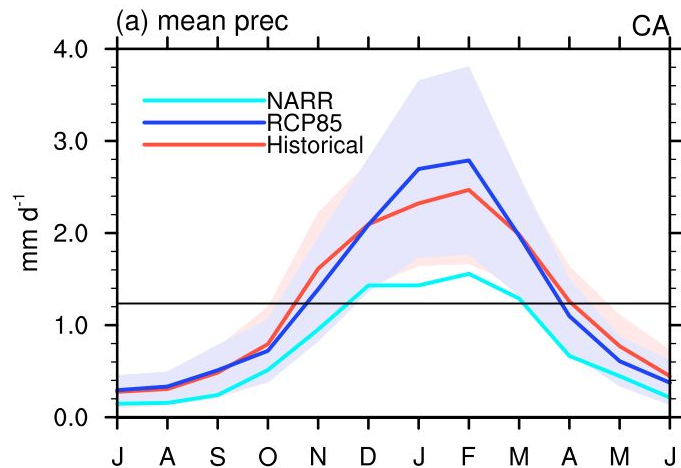 (a) mean prec CA
4.0
3.0
2.0
1.0
0.0
mm d-1
NARR
RCP85
Historical
J A S O N D J F M A M J